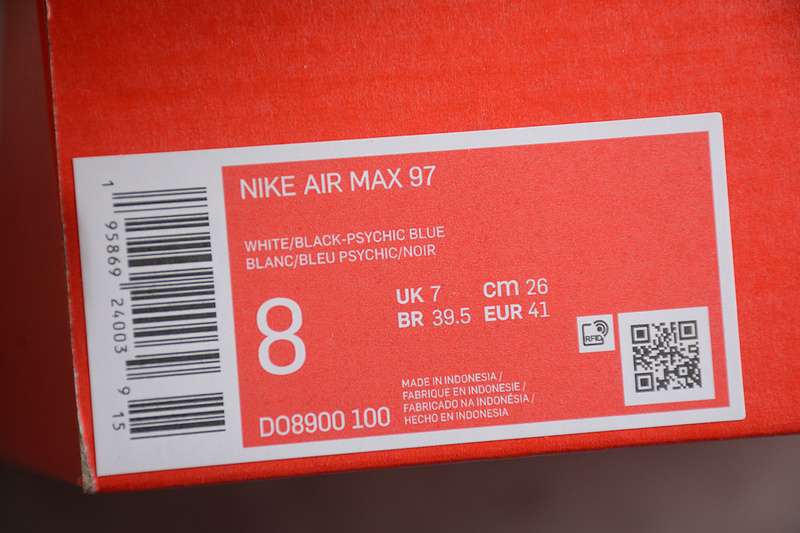 NIKE AIR MAX 97
WHITE/BLACK-PSYCHIC BLUE
BLANC/BLEU PSYCHIC/NOIR
8
UK 7 cm 26
BR 39.5 EUR 41
RFID
MADE IN INDONESIA /
FABRIQUE EN INDONESIE /
FABRICADO NA INDONÉSIA /
HECHO EN INDONESIA
DO8900 100
1 95869 24003 9 15